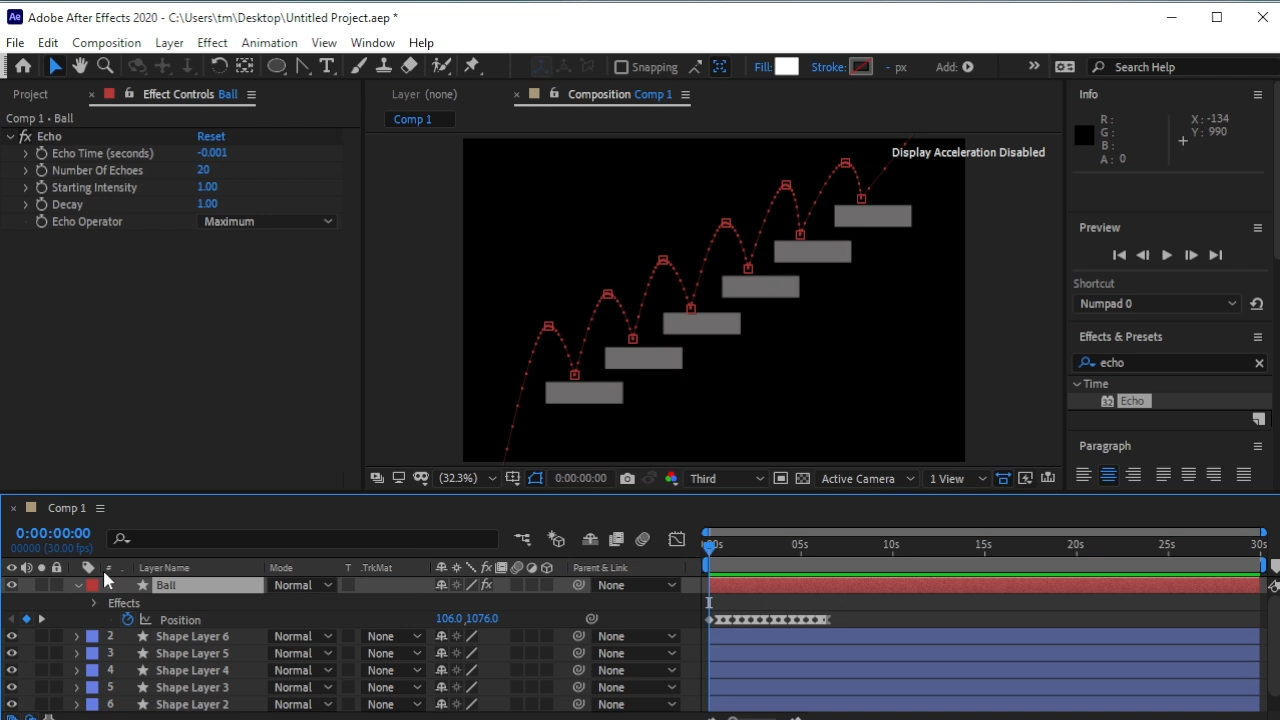 Ae Adobe After Effects 2020 - C:\Users\tm\Desktop\Untitled Project.aep *
File Edit Composition Layer Effect Animation View Window Help
Snapping Fill: Stroke: - px Add: Search Help
Project Effect Controls Ball Layer (none) Composition Comp 1 Info
Comp 1 • Ball Comp 1
R: X: -134
G: Y: 990
B:
A: 0
fx Echo Reset
Echo Time (seconds) -0.001
Number Of Echoes 20
Starting Intensity 1.00
Decay 1.00
Echo Operator Maximum
Display Acceleration Disabled
Preview
Shortcut
Numpad 0
Effects & Presets
echo
Time
32 Echo
Paragraph
(32.3%) 0:00:00:00 Third Active Camera 1 View
Comp 1
0:00:00:00
00000 (30.00 fps)
00s 05s 10s 15s 20s 25s 30s
# Layer Name Mode T .TrkMat fx Parent & Link
Ball Normal fx None
Effects
Position 106.0,1076.0
2 Shape Layer 6 Normal None None
3 Shape Layer 5 Normal None None
4 Shape Layer 4 Normal None None
5 Shape Layer 3 Normal None None
6 Shape Layer 2 Normal None None